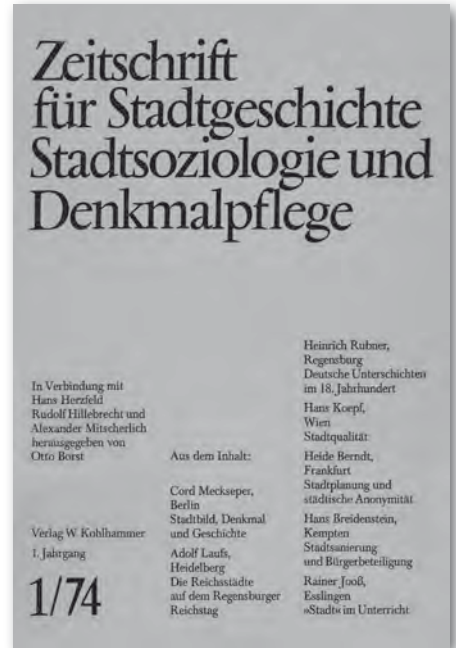 Zeitschrift
für Stadtgeschichte
Stadtsoziologie und
Denkmalpflege
In Verbindung mit
Hans Herzfeld
Rudolf Hillebrecht und
Alexander Mitscherlich
herausgegeben von
Otto Borst
Verlag W. Kohlhammer
1. Jahrgang
1/74
Aus dem Inhalt:
Cord Meckseper,
Berlin
Stadtbild, Denkmal
und Geschichte
Adolf Laufs,
Heidelberg
Die Reichsstädte
auf dem Regensburger
Reichstag
Heinrich Rubner,
Regensburg
Deutsche Unterschichten
im 18. Jahrhundert
Hans Koepf,
Wien
Stadtqualität
Heide Berndt,
Frankfurt
Stadtplanung und
städtische Anonymität
Hans Breidenstein,
Kempten
Stadtsanierung
und Bürgerbeteiligung
Rainer Jooß,
Esslingen
»Stadt« im Unterricht